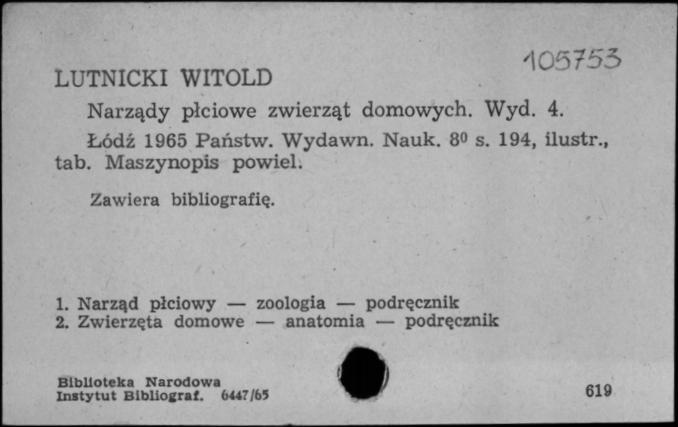 105753
LUTNICKI WITOLD
Narządy płciowe zwierząt domowych. Wyd. 4.
Łódź 1965 Państw. Wydawn. Nauk. 8⁰ s. 194, ilustr.,
tab. Maszynopis powiel.
Zawiera bibliografię.
1. Narząd płciowy — zoologia — podręcznik
2. Zwierzęta domowe — anatomia — podręcznik
Biblioteka Narodowa
Instytut Bibliograf. 6447/65
619